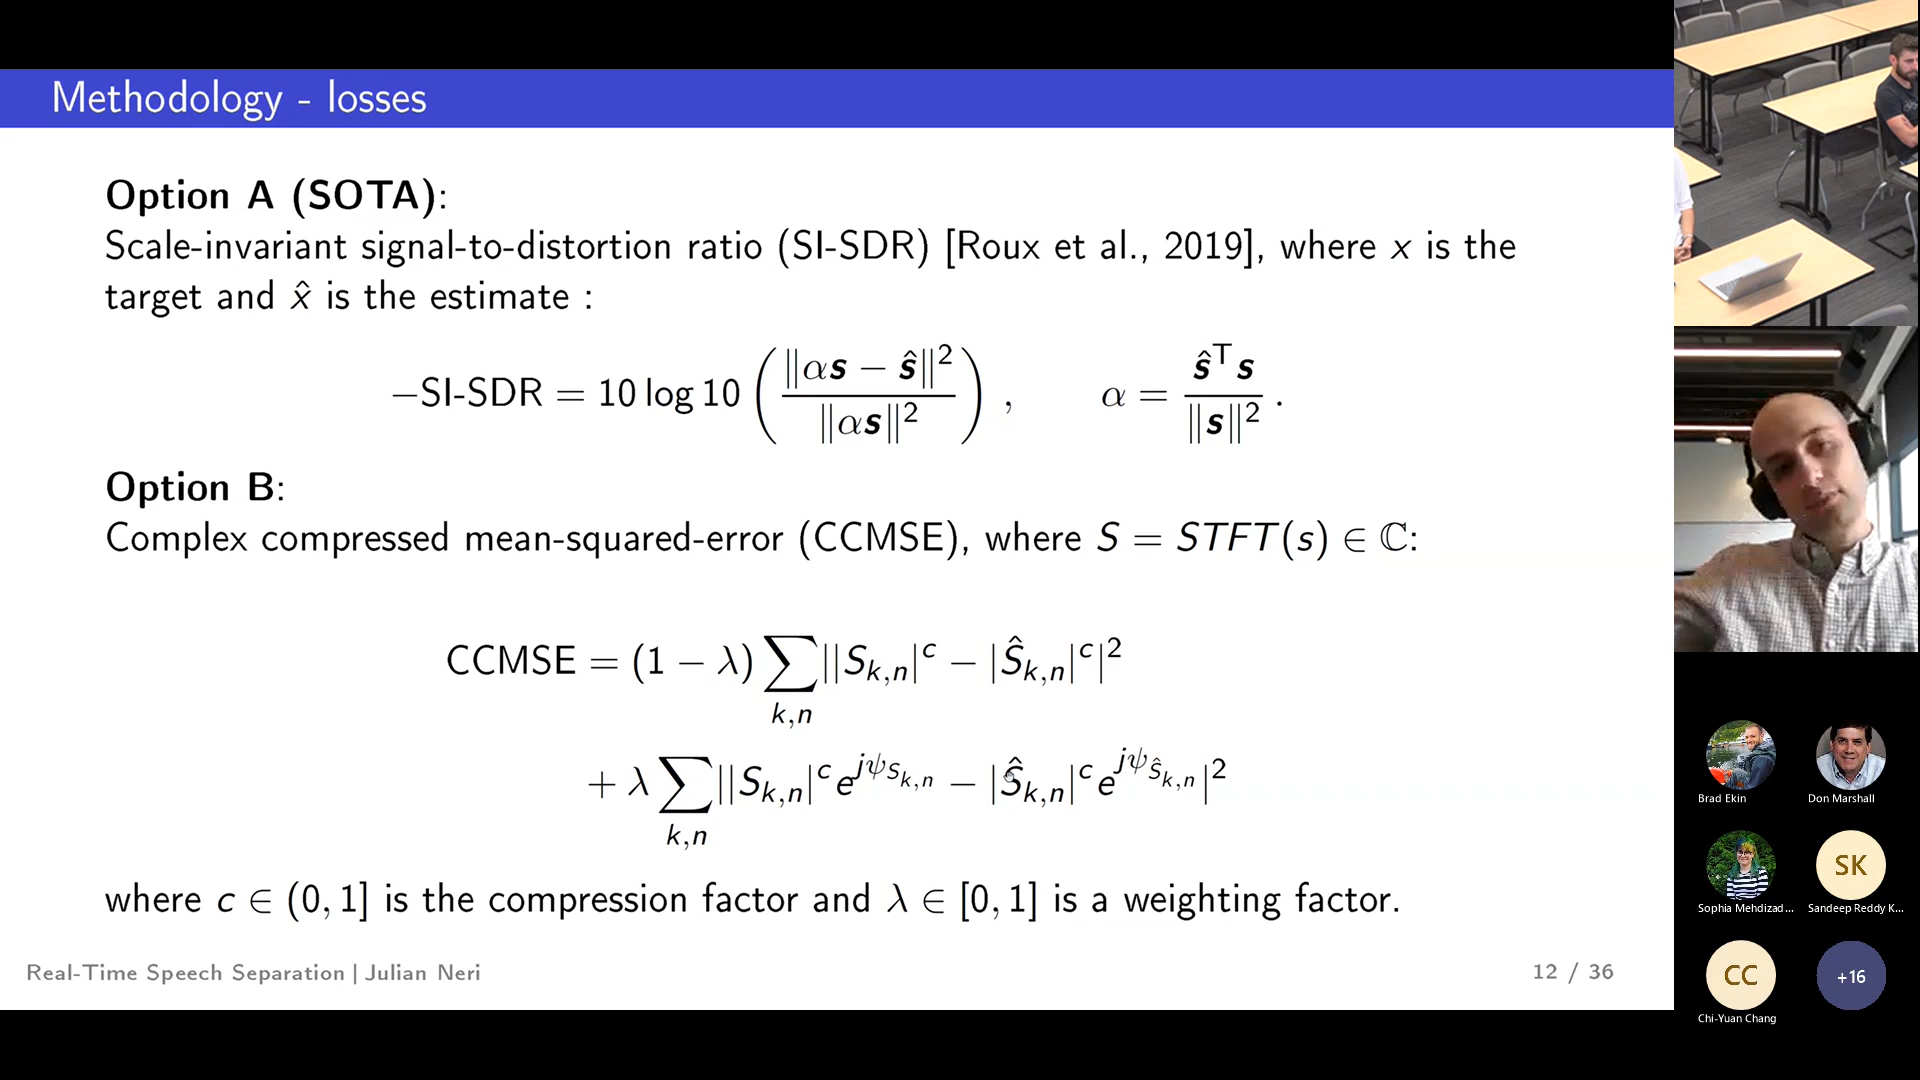 Methodology - losses
Option A (SOTA):
Scale-invariant signal-to-distortion ratio (SI-SDR) [Roux et al., 2019], where x is the
target and x̂ is the estimate :
−SI-SDR = 10 log 10 ( ‖αs − ŝ‖² / ‖αs‖² ) , α = ŝᵀs / ‖s‖² .
Option B:
Complex compressed mean-squared-error (CCMSE), where S = STFT(s) ∈ ℂ:
CCMSE = (1 − λ) ∑_{k,n} ||S_{k,n}|^c − |Ŝ_{k,n}|^c|²
+ λ ∑_{k,n} ||S_{k,n}|^c e^{jψ_{S_{k,n}}} − |Ŝ_{k,n}|^c e^{jψ_{Ŝ_{k,n}}}|²
where c ∈ (0, 1] is the compression factor and λ ∈ [0, 1] is a weighting factor.
Real-Time Speech Separation | Julian Neri
12 / 36
Brad Ekin
Don Marshall
SK
Sophia Mehdizad...
Sandeep Reddy K...
CC
+16
Chi-Yuan Chang